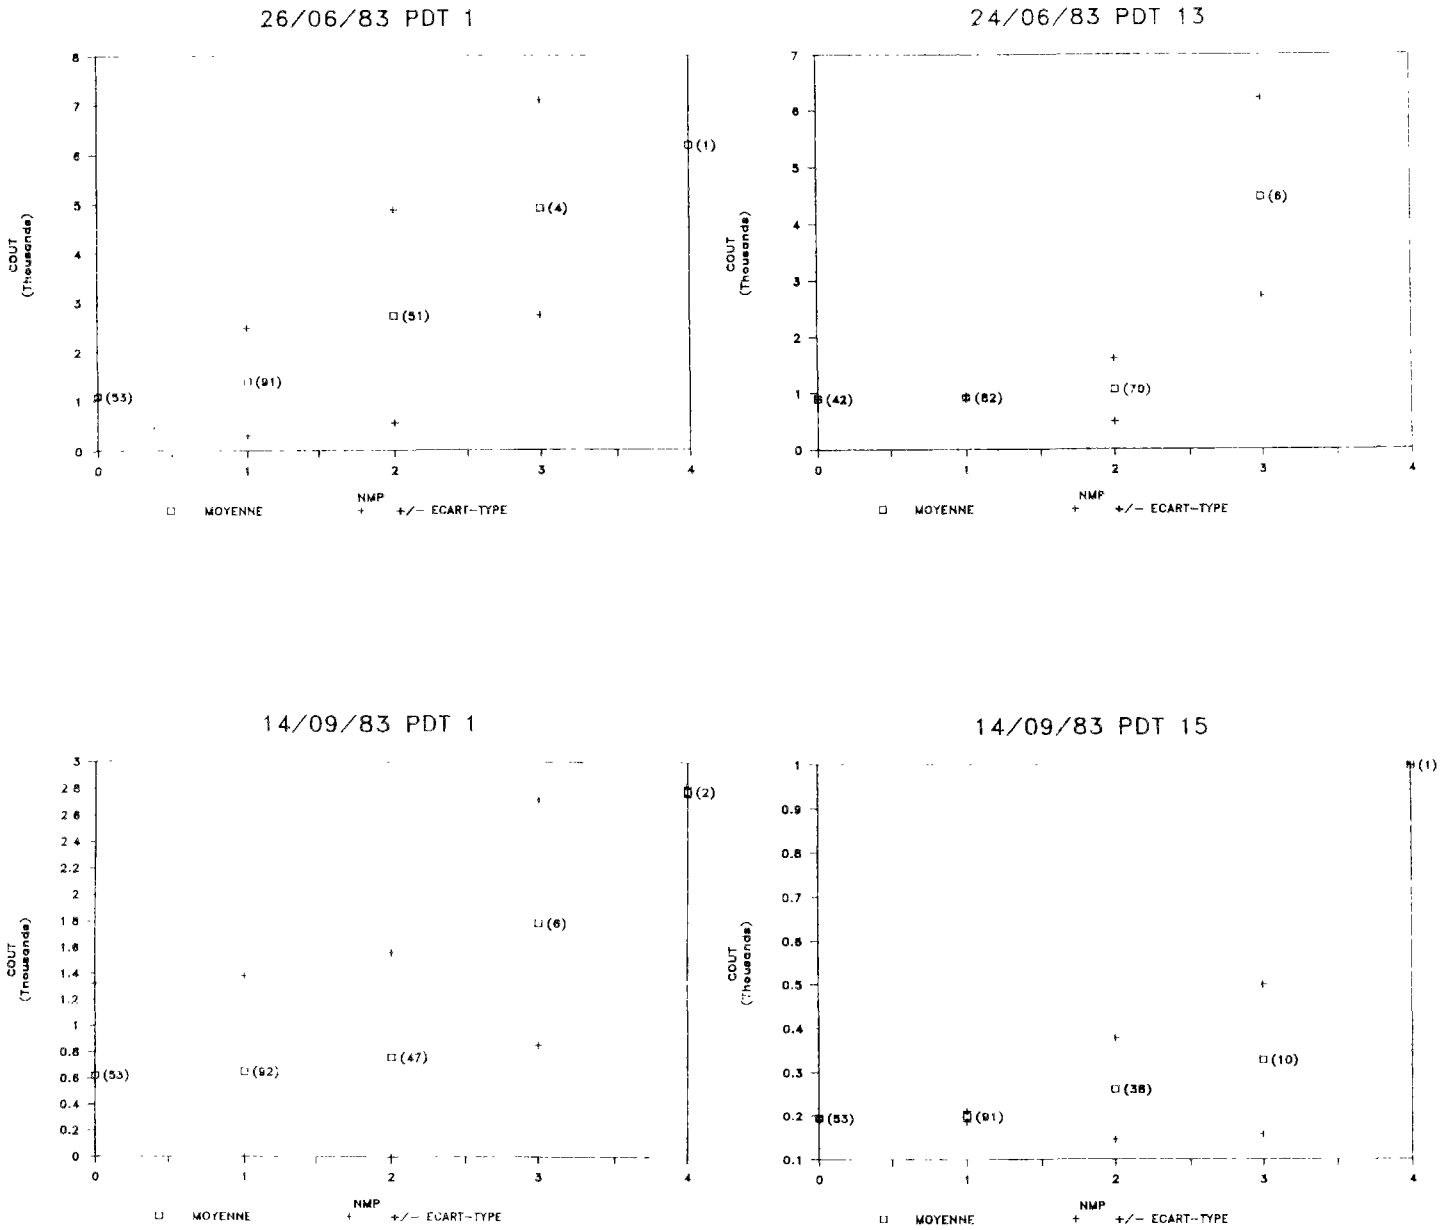 26/06/83 PDT 1
8
7
6
5
4
3
2
1
0
COUT
(Thousands)
(53)
(91)
(51)
(4)
(1)
0 1 2 3 4
NMP
MOYENNE + +/- ECART-TYPE
24/06/83 PDT 13
7
6
5
4
3
2
1
0
COUT
(Thousands)
(42)
(82)
(70)
(6)
0 1 2 3 4
NMP
MOYENNE + +/- ECART-TYPE
14/09/83 PDT 1
3
2.8
2.6
2.4
2.2
2
1.8
1.6
1.4
1.2
1
0.8
0.6
0.4
0.2
0
COUT
(Thousands)
(53)
(92)
(47)
(6)
(2)
0 1 2 3 4
NMP
MOYENNE + +/- ECART-TYPE
14/09/83 PDT 15
1
0.9
0.8
0.7
0.6
0.5
0.4
0.3
0.2
0.1
COUT
(Thousands)
(53)
(91)
(38)
(10)
(1)
0 1 2 3 4
NMP
MOYENNE + +/- ECART-TYPE